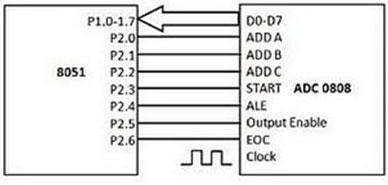 P1.0-1.7 D0-D7
P2.0 ADD A
P2.1 ADD B
8051 P2.2 ADD C
P2.3 START ADC 0808
P2.4 ALE
P2.5 Output Enable
P2.6 EOC
Clock